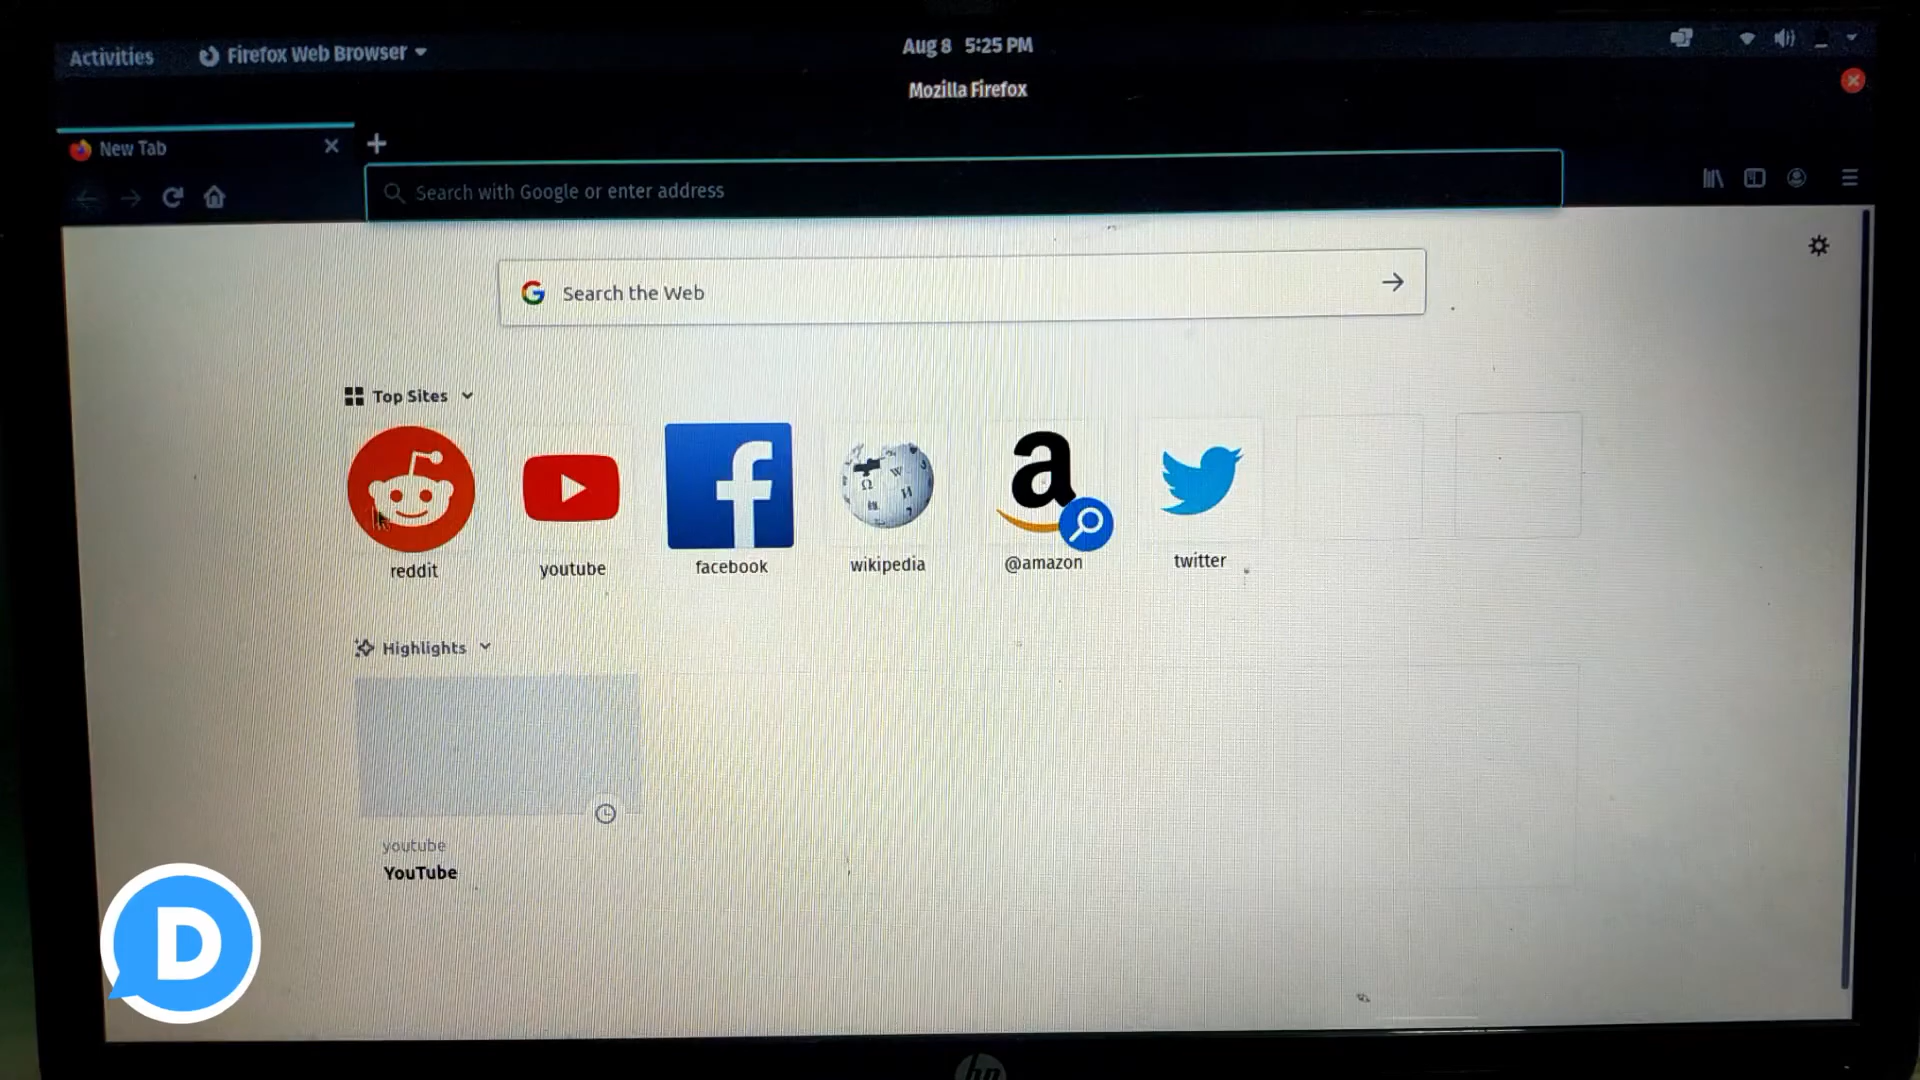 Activities
Firefox Web Browser
Aug 8 5:25 PM
Mozilla Firefox
New Tab
Search with Google or enter address
Search the Web
Top Sites
reddit
youtube
facebook
wikipedia
@amazon
twitter
Highlights
youtube
YouTube
D
hp